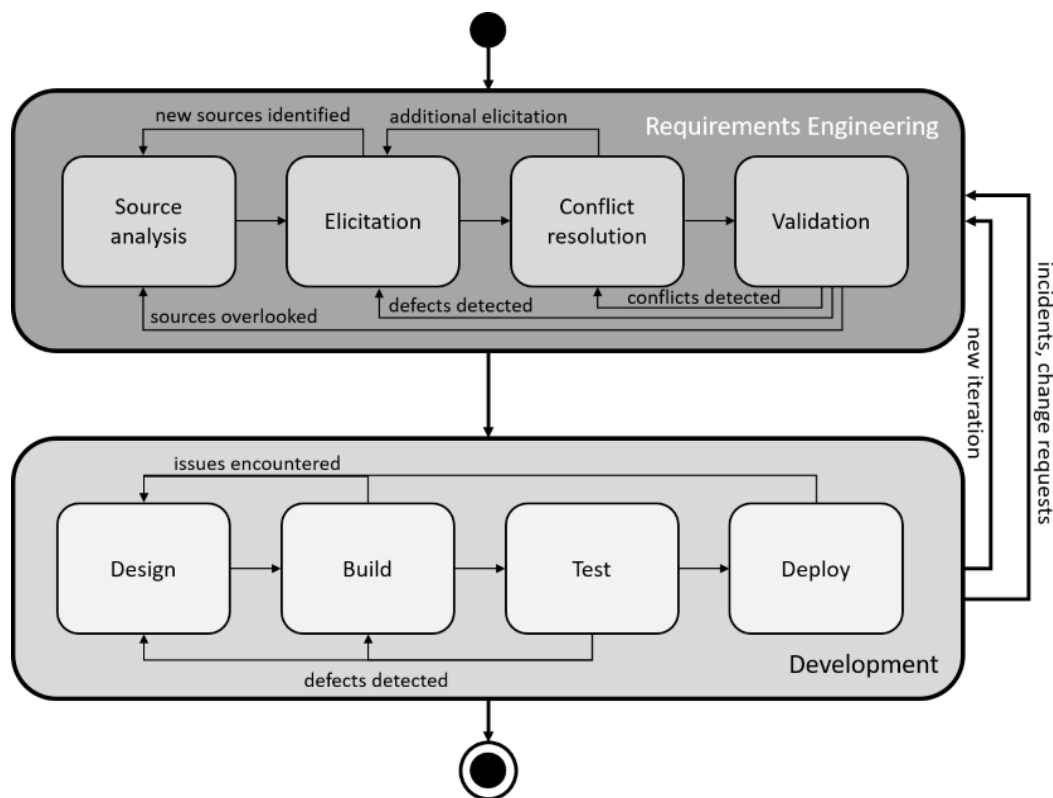 new sources identified
additional elicitation
Requirements Engineering
Source
analysis
Elicitation
Conflict
resolution
Validation
conflicts detected
defects detected
sources overlooked
incidents, change requests
new iteration
issues encountered
Design
Build
Test
Deploy
Development
defects detected